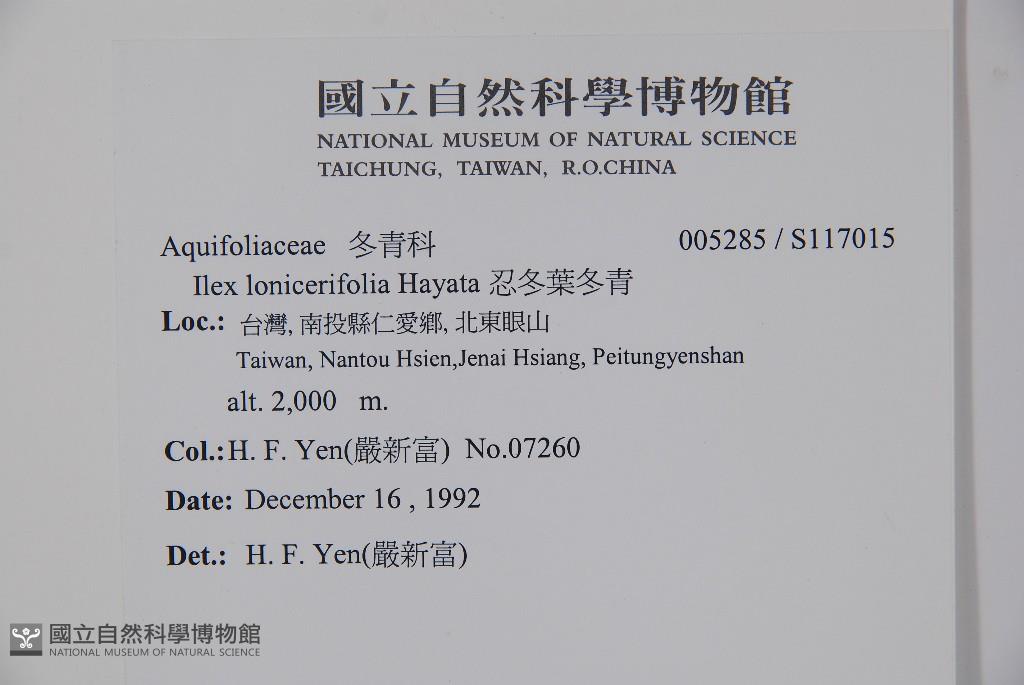 國立自然科學博物館
NATIONAL MUSEUM OF NATURAL SCIENCE
TAICHUNG, TAIWAN, R.O.CHINA
Aquifoliaceae 冬青科 005285 / S117015
Ilex lonicerifolia Hayata 忍冬葉冬青
Loc.: 台灣, 南投縣仁愛鄉, 北東眼山
Taiwan, Nantou Hsien,Jenai Hsiang, Peitungyenshan
alt. 2,000 m.
Col.:H. F. Yen(嚴新富) No.07260
Date: December 16 , 1992
Det.: H. F. Yen(嚴新富)
國立自然科學博物館
NATIONAL MUSEUM OF NATURAL SCIENCE